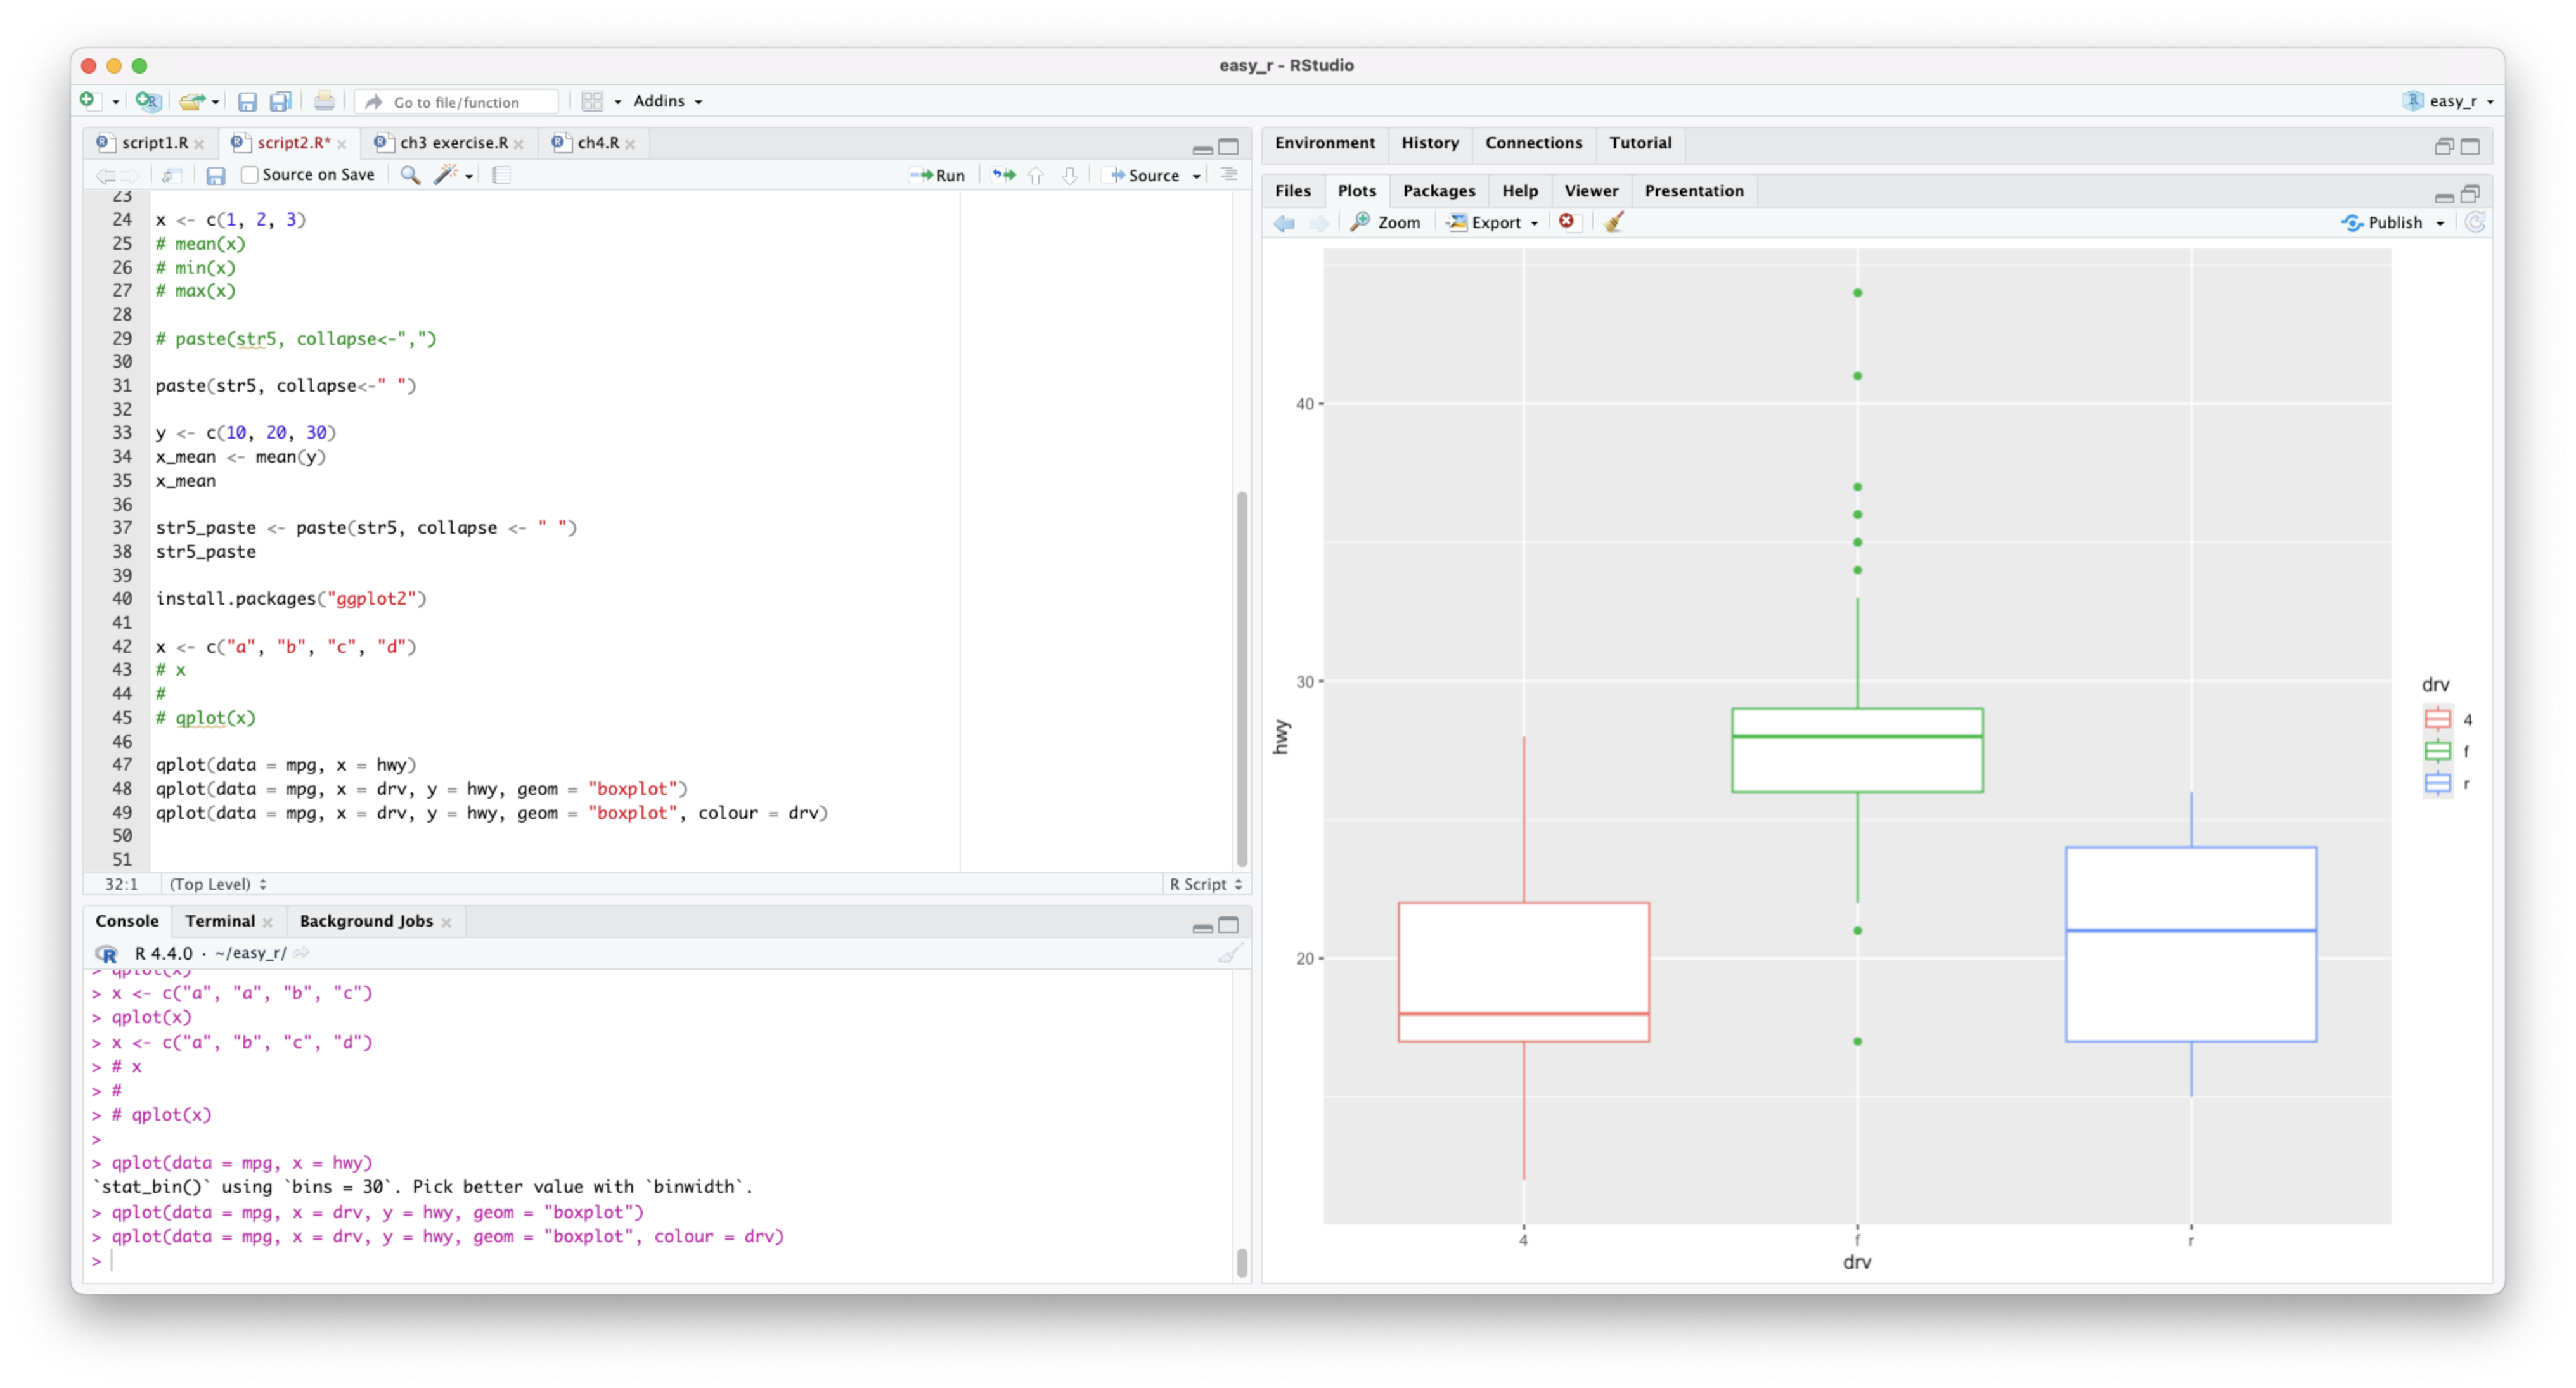 easy_r - RStudio
Go to file/function
Addins
easy_r
script1.R
script2.R*
ch3 exercise.R
ch4.R
Source on Save
Run
Source
23
24 x <- c(1, 2, 3)
25 # mean(x)
26 # min(x)
27 # max(x)
28
29 # paste(str5, collapse<-",")
30
31 paste(str5, collapse<-" ")
32
33 y <- c(10, 20, 30)
34 x_mean <- mean(y)
35 x_mean
36
37 str5_paste <- paste(str5, collapse <- " ")
38 str5_paste
39
40 install.packages("ggplot2")
41
42 x <- c("a", "b", "c", "d")
43 # x
44 #
45 # qplot(x)
46
47 qplot(data = mpg, x = hwy)
48 qplot(data = mpg, x = drv, y = hwy, geom = "boxplot")
49 qplot(data = mpg, x = drv, y = hwy, geom = "boxplot", colour = drv)
50
51
32:1 (Top Level) R Script
Console Terminal Background Jobs
R 4.4.0 · ~/easy_r/
> qplot(x)
> x <- c("a", "a", "b", "c")
> qplot(x)
> x <- c("a", "b", "c", "d")
> # x
> #
> # qplot(x)
>
> qplot(data = mpg, x = hwy)
`stat_bin()` using `bins = 30`. Pick better value with `binwidth`.
> qplot(data = mpg, x = drv, y = hwy, geom = "boxplot")
> qplot(data = mpg, x = drv, y = hwy, geom = "boxplot", colour = drv)
>
Environment History Connections Tutorial
Files Plots Packages Help Viewer Presentation
Zoom Export Publish
40
30
20
hwy
4 f r
drv
drv
4
f
r